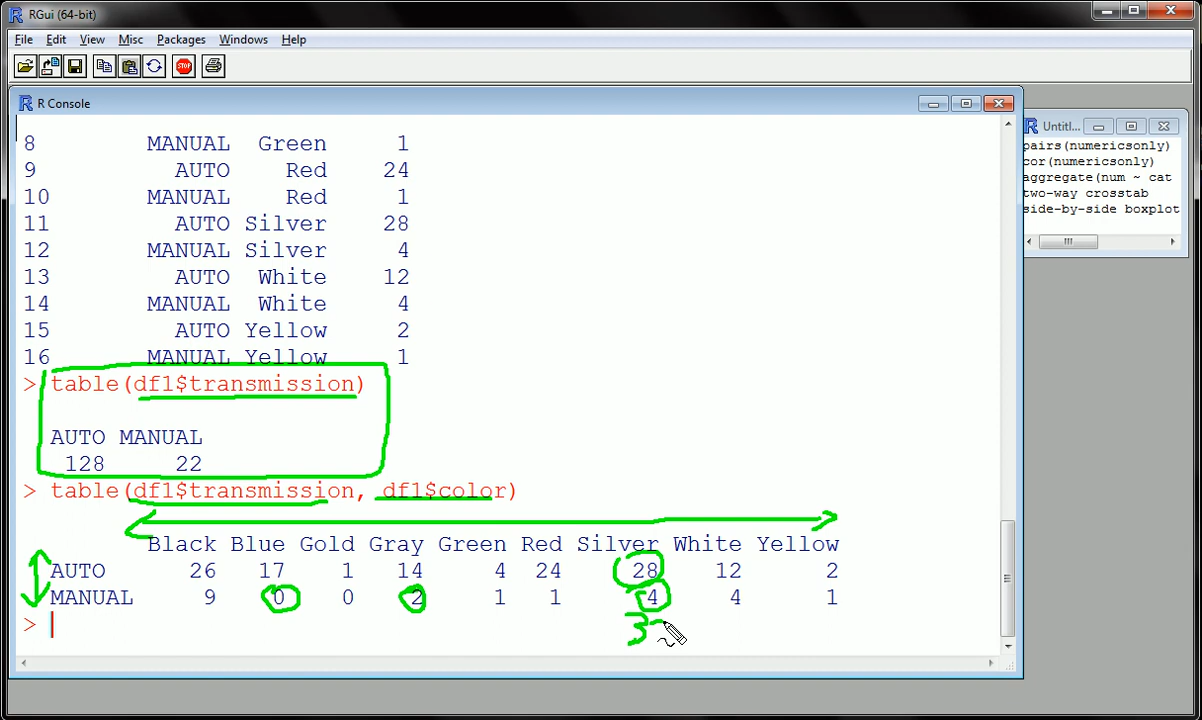 RGui (64-bit)
File Edit View Misc Packages Windows Help
STOP
R Console
8 MANUAL Green 1
9 AUTO Red 24
10 MANUAL Red 1
11 AUTO Silver 28
12 MANUAL Silver 4
13 AUTO White 12
14 MANUAL White 4
15 AUTO Yellow 2
16 MANUAL Yellow 1
> table(df1$transmission)
AUTO MANUAL
128 22
> table(df1$transmission, df1$color)
Black Blue Gold Gray Green Red Silver White Yellow
AUTO 26 17 1 14 4 24 28 12 2
MANUAL 9 0 0 2 1 1 4 4 1
>
3
Untitl...
pairs(numericsonly)
cor(numericsonly)
aggregate(num ~ cat
two-way crosstab
side-by-side boxplot